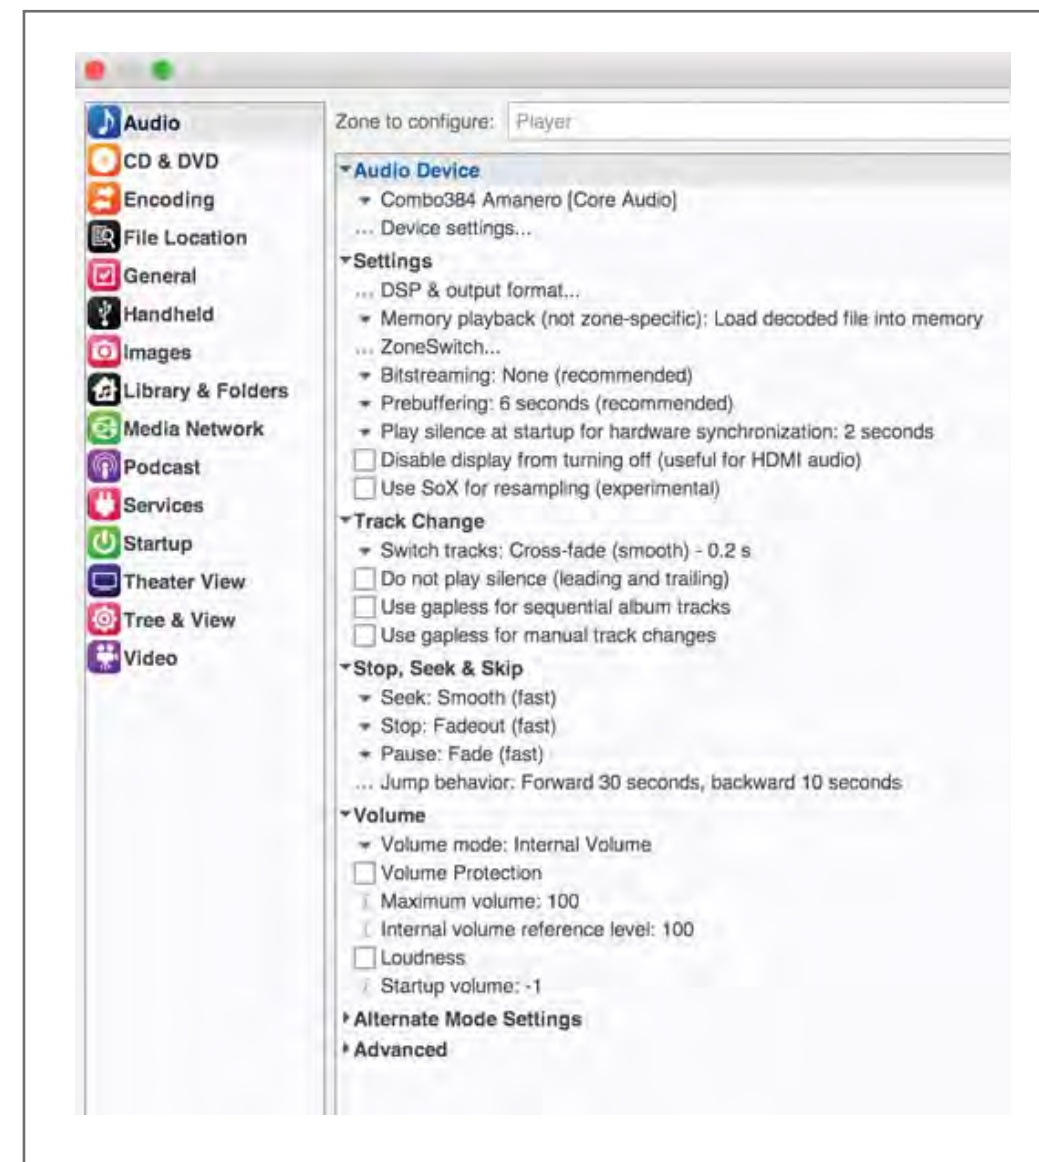 Audio
CD & DVD
Encoding
File Location
General
Handheld
Images
Library & Folders
Media Network
Podcast
Services
Startup
Theater View
Tree & View
Video
Zone to configure: Player
Audio Device
Combo384 Amanero [Core Audio]
... Device settings...
Settings
... DSP & output format...
Memory playback (not zone-specific): Load decoded file into memory
... ZoneSwitch...
Bitstreaming: None (recommended)
Prebuffering: 6 seconds (recommended)
Play silence at startup for hardware synchronization: 2 seconds
Disable display from turning off (useful for HDMI audio)
Use SoX for resampling (experimental)
Track Change
Switch tracks: Cross-fade (smooth) - 0.2 s
Do not play silence (leading and trailing)
Use gapless for sequential album tracks
Use gapless for manual track changes
Stop, Seek & Skip
Seek: Smooth (fast)
Stop: Fadeout (fast)
Pause: Fade (fast)
... Jump behavior: Forward 30 seconds, backward 10 seconds
Volume
Volume mode: Internal Volume
Volume Protection
Maximum volume: 100
Internal volume reference level: 100
Loudness
Startup volume: -1
Alternate Mode Settings
Advanced